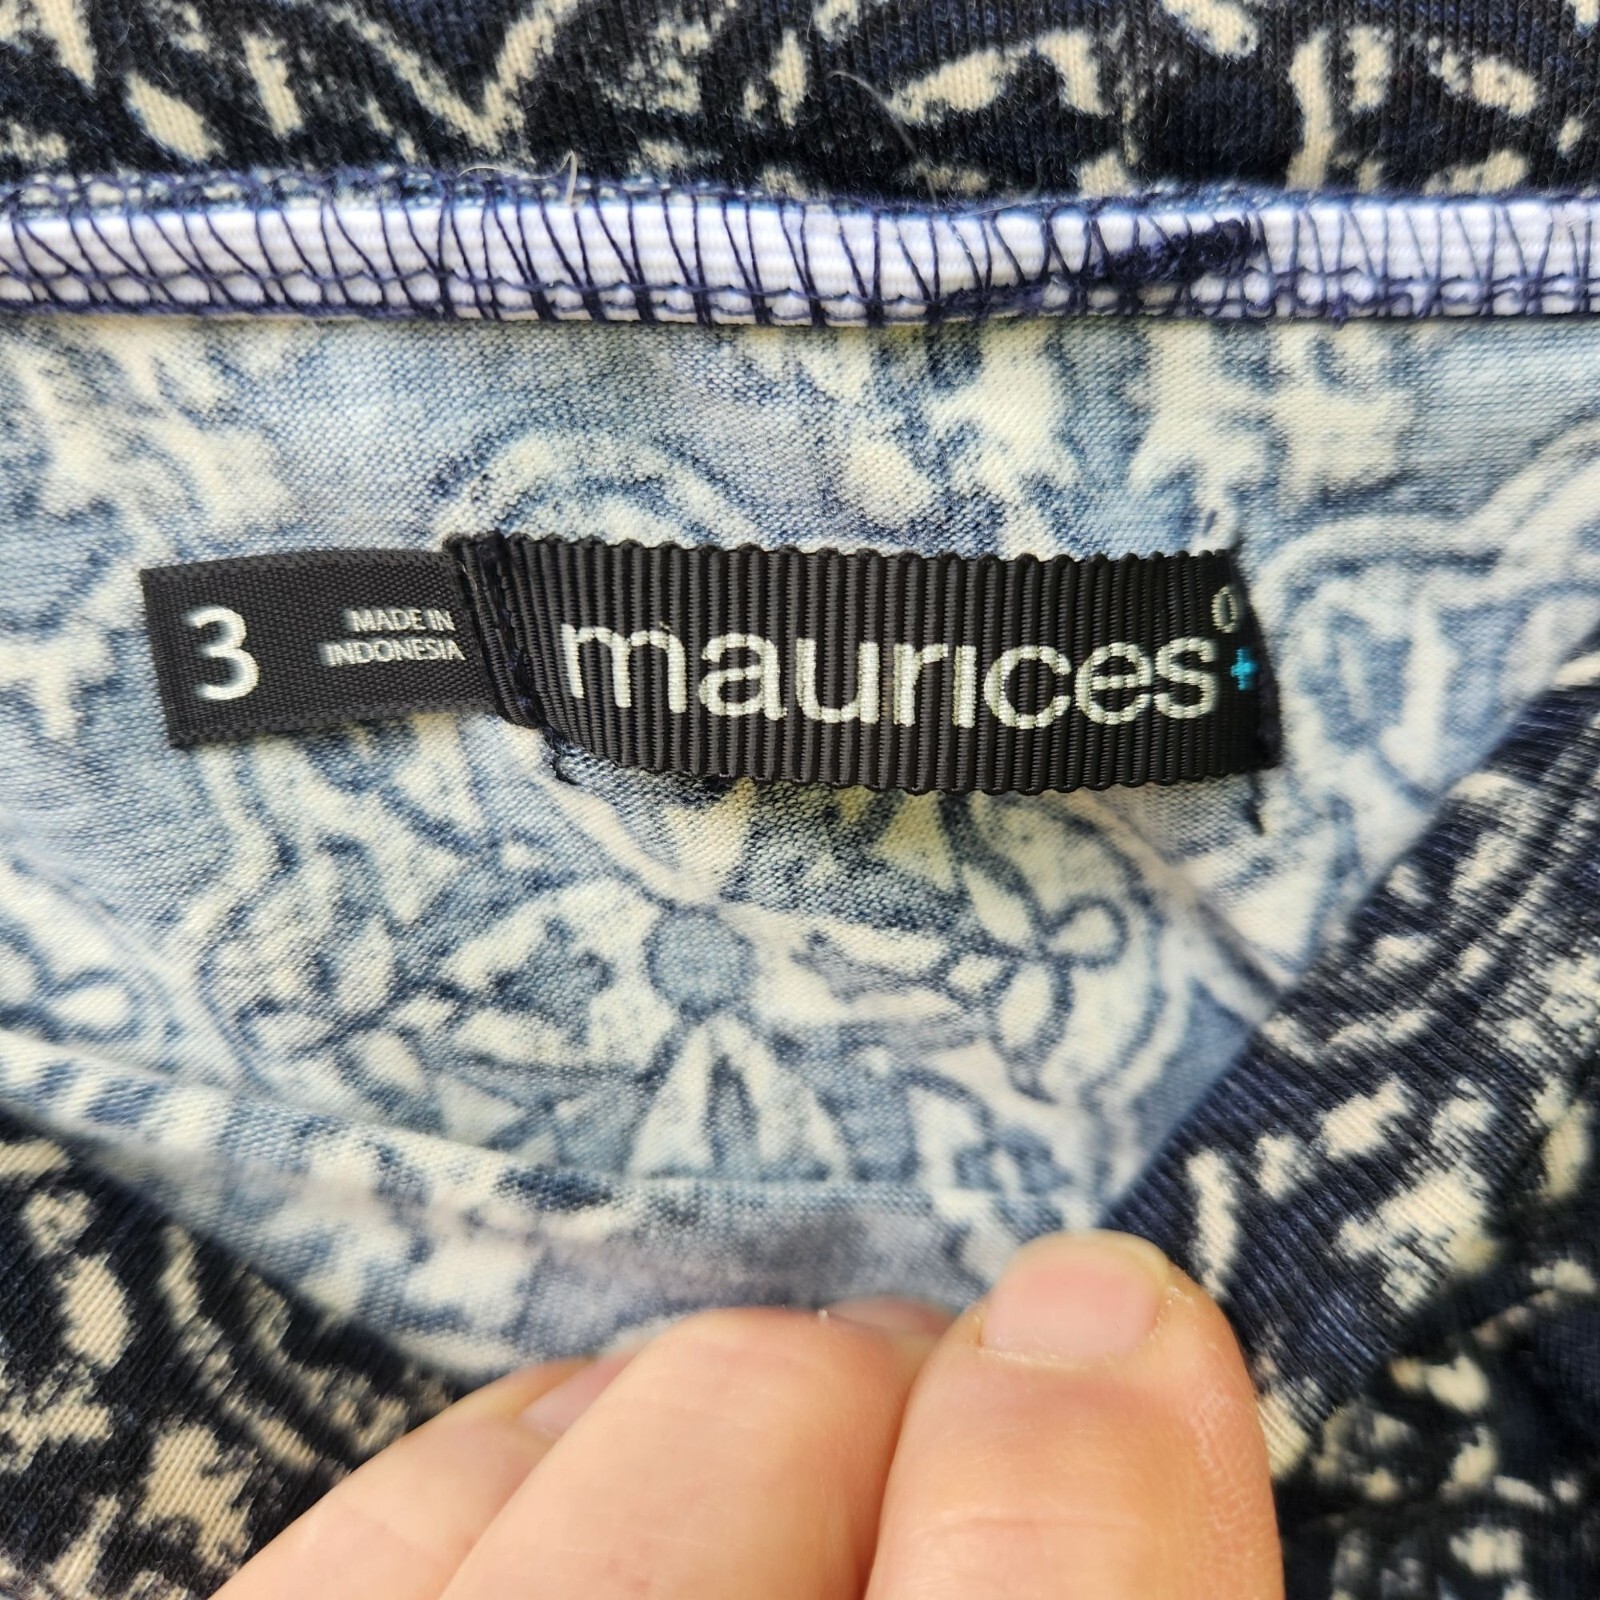 3
MADE IN
INDONESIA
maurices
0
+